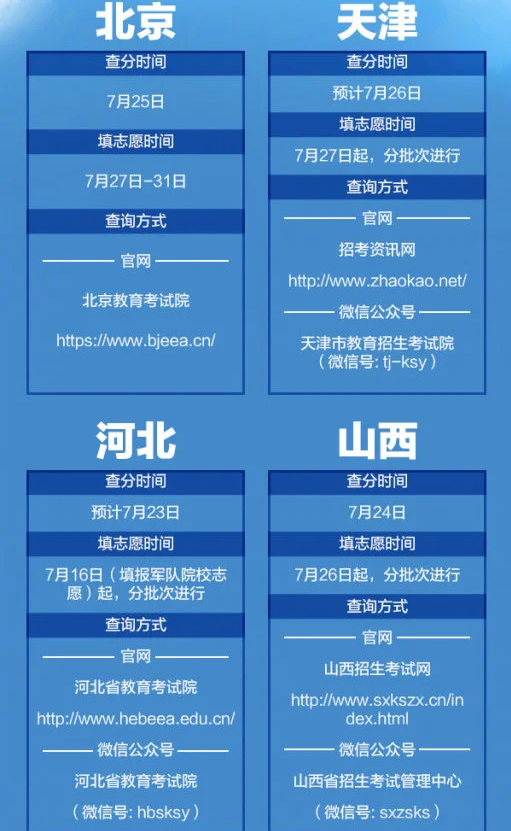 北京
查分时间
7月25日
填志愿时间
7月27日-31日
查询方式
官网
北京教育考试院
https://www.bjeea.cn/
天津
查分时间
预计7月26日
填志愿时间
7月27日起，分批次进行
查询方式
官网
招考资讯网
http://www.zhaokao.net/
微信公众号
天津市教育招生考试院
（微信号: tj-ksy）
河北
查分时间
预计7月23日
填志愿时间
7月16日（填报军队院校志
愿）起，分批次进行
查询方式
官网
河北省教育考试院
http://www.hebeea.edu.cn/
微信公众号
河北省教育考试院
（微信号: hbsksy）
山西
查分时间
7月24日
填志愿时间
7月26日起，分批次进行
查询方式
官网
山西招生考试网
http://www.sxkszx.cn/in
dex.html
微信公众号
山西省招生考试管理中心
（微信号: sxzsks）